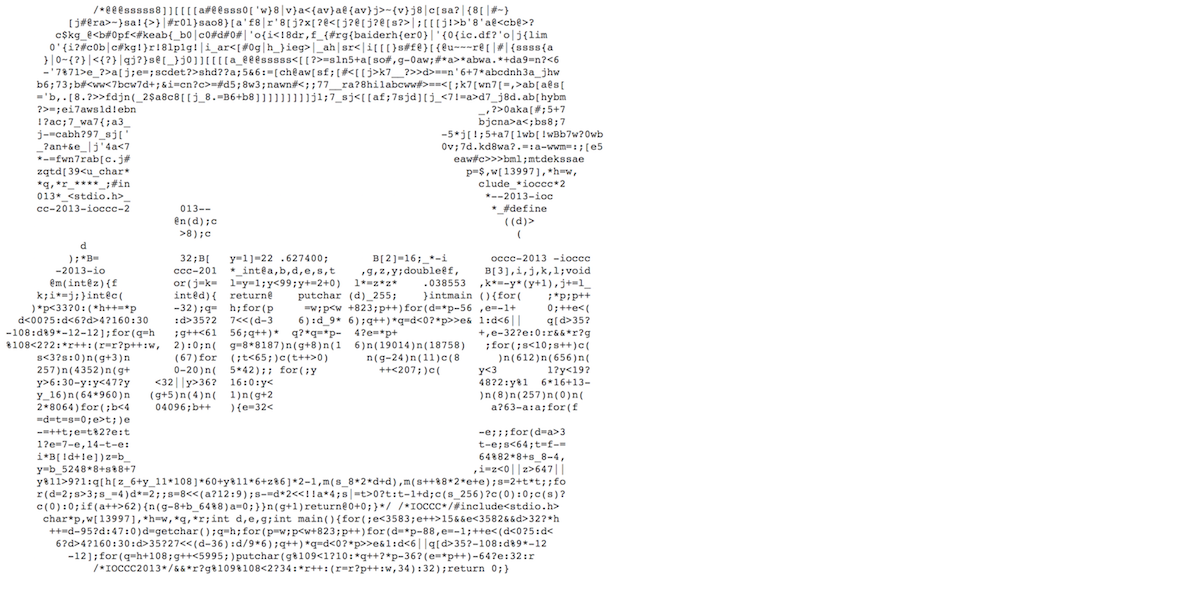 /*@@@sssss8]][[[[a#@@sss0['w}8|v}a<{av}a@{av}j>~{v}j8|c[sa?|{8[|#~}
[j#@ra>~}sa!{>}|#r01}sao8}[a'f8|r'8[j?x[?@<[j?@[j?@[s?>|;[[[j!>b'8'a@<cb@>?
c$kg_@<b#0pf<#keab{_b0|c0#d#0#|'o{i<!8dr,f_{#rg{baiderh{er0}|'{0{ic.df?'o|j{lim
0'{i?#c0b|c#kg!}r!8lplg!|i_ar<[#0g|h_}ieg>|_ah|sr<|i[[[}s#f@}[{@u~~~r@[|#|{ssss{a
}|0~{?}|<{?}|qj?}s@[_}j0]][[[[a_@@@sssss<[[?>=sln5+a[so#,g-0aw;#*a>*abwa.*+da9=n?<6
-'7%71>e_?>a[j;e=;scdet?>shd??a;5&6:=[ch@aw[sf;[#<[[j>k7__?>>d>==n'6+7*abcdnh3a_jhw
b6;73;b#<ww<7bcw7d+;&i=cn?c>=#d5;8w3;nawn#<;;77__ra?8hilabcww#>==<[;k7[wn7[=,>ab[a@s[
='b,.[8.?>>fdjn(_2$a8c8[[j_8.=B6+b8]]]]]]]]]jl;7_sj<[[af;7sjd][j_<7!=a>d7_j8d.ab[hybm
?>=;ei7awsld!ebn _,?>0aka[#;5+7
!?ac;7_wa7{;a3_ bjcna>a<;bs8;7
j-=cabh?97_sj[' -5*j[!;5+a7[1wb[!wBb7w?0wb
_?an+&e_|j'4a<7 0v;7d.kd8wa?.=:a-wwm=:;[e5
*-=fwn7rab[c.j# eaw#c>>>bml;mtdekssae
zqtd[39<u_char* p=$,w[13997],*h=w,
*q,*r_****_;#in clude_*ioccc*2
013*_<stdio.h>_ *--2013-ioc
cc-2013-ioccc-2 013-- *_#define
@n(d);c ((d)>
>8);c (
d
);*B= 32;B[ y=1]=22 .627400; B[2]=16;_*-i occc-2013 -ioccc
-2013-io ccc-201 *_int@a,b,d,e,s,t ,g,z,y;double@f, B[3],i,j,k,l;void
@m(int@z){f or(j=k= l=y=1;y<99;y+=2+0) l*=z*z* .038553 ,k*=-y*(y+1),j+=l_
k;i*=j;}int@c( int@d){ return@ putchar (d)_255; }intmain (){for( ;*p;p++
)*p<33?0:(*h++=*p -32);q= h;for(p =w;p<w +823;p++)for(d=*p-56 ,e=-1+ 0;++e<(
d<00?5:d<6?d>4?160:30 :d>35?2 7<<(d-3 6):d_9* 6);q++)*q=d<0?*p>>e& 1:d<6|| q[d>35?
-108:d%9*-12-12];for(q=h ;g++<61 56;q++)* q?*q=*p- 4?e=*p+ +,e-32?e:0:r&&*r?g
%108<2?2:*r++:(r=r?p++:w, 2):0;n( g=8*8187)n(g+8)n(1 6)n(19014)n(18758) ;for(;s<10;s++)c(
s<3?s:0)n(g+3)n (67)for (;t<65;)c(t++>0) n(g-24)n(11)c(8 )n(612)n(656)n(
257)n(4352)n(g+ 0-20)n( 5*42);; for(;y ++<207;)c( y<3 1?y<19?
y>6:30-y:y<47?y <32||y>36? 16:0:y< 48?2:y%1 6*16+13-
y_16)n(64*960)n (g+5)n(4)n( 1)n(g+2 )n(8)n(257)n(0)n(
2*8064)for(;b<4 04096;b++ ){e=32< a?63-a:a;for(f
=d=t=s=0;e>t;)e
-=++t;e=t%2?e:t -e;;;for(d=a>3
1?e=7-e,14-t-e: t-e;s<64;t=f-=
i*B[!d+!e])z=b_ 64%82*8+s_8-4,
y=b_5248*8+s%8+7 ,i=z<0||z>647||
y%11>9?1:q[h[z_6+y_11*108]*60+y%11*6+z%6]*2-1,m(s_8*2*d+d),m(s++%8*2*e+e);s=2+t*t;;fo
r(d=2;s>3;s_=4)d*=2;;s=8<<(a?12:9);s-=d*2<<!!a*4;s|=t>0?t:t-1+d;c(s_256)?c(0):0;c(s)?
c(0):0;if(a++>62){n(g-8+b_64%8)a=0;}}n(g+1)return@0+0;}*/ /*IOCCC*/#include<stdio.h>
char*p,w[13997],*h=w,*q,*r;int d,e,g;int main(){for(;e<3583;e++>15&&e<3582&&d>32?*h
++=d-95?d:47:0)d=getchar();q=h;for(p=w;p<w+823;p++)for(d=*p-88,e=-1;++e<(d<0?5:d<
6?d>4?160:30:d>35?27<<(d-36):d/9*6);q++)*q=d<0?*p>>e&1:d<6||q[d>35?-108:d%9*-12
-12];for(q=h+108;g++<5995;)putchar(g%109<1?10:*q++?*p-36?(e=*p++)-64?e:32:r
/*IOCCC2013*/&&*r?g%109%108<2?34:*r++:(r=r?p++:w,34):32);return 0;}